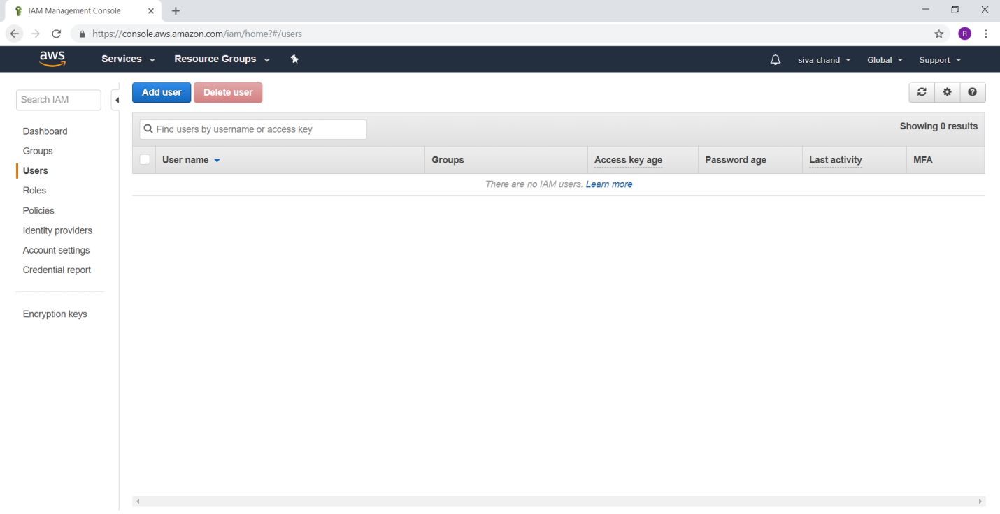 IAM Management Console
https://console.aws.amazon.com/iam/home?#/users
R
aws Services Resource Groups siva chand Global Support
Search IAM
Add user Delete user
Find users by username or access key
Showing 0 results
User name Groups Access key age Password age Last activity MFA
There are no IAM users. Learn more
Dashboard
Groups
Users
Roles
Policies
Identity providers
Account settings
Credential report
Encryption keys